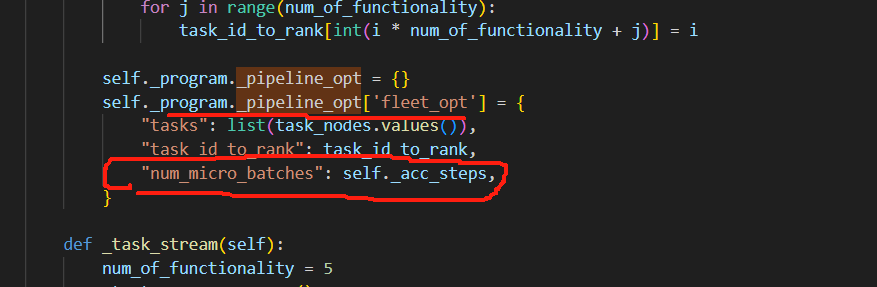 for j in range(num_of_functionality):
task_id_to_rank[int(i * num_of_functionality + j)] = i
self._program._pipeline_opt = {}
self._program._pipeline_opt['fleet_opt'] = {
"tasks": list(task_nodes.values()),
"task_id_to_rank": task_id_to_rank,
"num_micro_batches": self._acc_steps,
}
def _task_stream(self):
num_of_functionality = 5